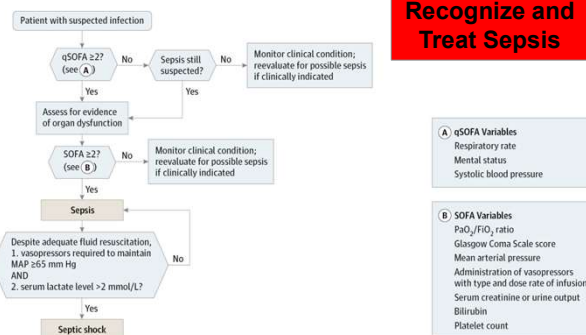 Recognize and
Treat Sepsis
Patient with suspected infection
qSOFA ≥2?
(see A)
No
Sepsis still
suspected?
No
Monitor clinical condition;
reevaluate for possible sepsis
if clinically indicated
Yes
Yes
Assess for evidence
of organ dysfunction
SOFA ≥2?
(see B)
No
Monitor clinical condition;
reevaluate for possible sepsis
if clinically indicated
Yes
Sepsis
Despite adequate fluid resuscitation,
1. vasopressors required to maintain
MAP ≥65 mm Hg
AND
2. serum lactate level >2 mmol/L?
No
Yes
Septic shock
A qSOFA Variables
Respiratory rate
Mental status
Systolic blood pressure
B SOFA Variables
PaO2/FiO2 ratio
Glasgow Coma Scale score
Mean arterial pressure
Administration of vasopressors
with type and dose rate of infusion
Serum creatinine or urine output
Bilirubin
Platelet count